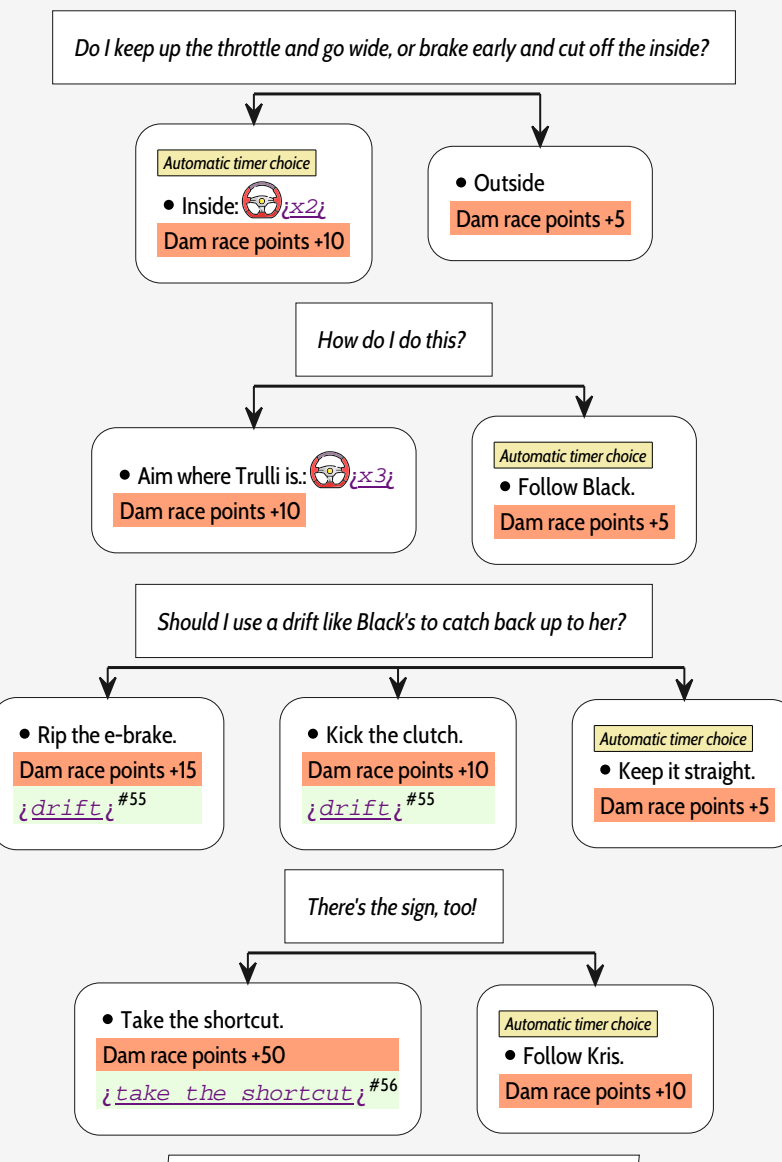 Do I keep up the throttle and go wide, or brake early and cut off the inside?
Automatic timer choice
• Inside: ¿x2¿
Dam race points +10
• Outside
Dam race points +5
How do I do this?
• Aim where Trulli is.: ¿x3¿
Dam race points +10
Automatic timer choice
• Follow Black.
Dam race points +5
Should I use a drift like Black's to catch back up to her?
• Rip the e-brake.
Dam race points +15
¿drift¿#55
• Kick the clutch.
Dam race points +10
¿drift¿#55
Automatic timer choice
• Keep it straight.
Dam race points +5
There's the sign, too!
• Take the shortcut.
Dam race points +50
¿take the shortcut¿#56
Automatic timer choice
• Follow Kris.
Dam race points +10